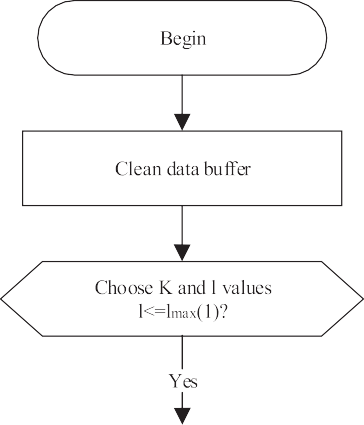 Begin
Clean data buffer
Choose K and l values
l<=lmax(1)?
Yes